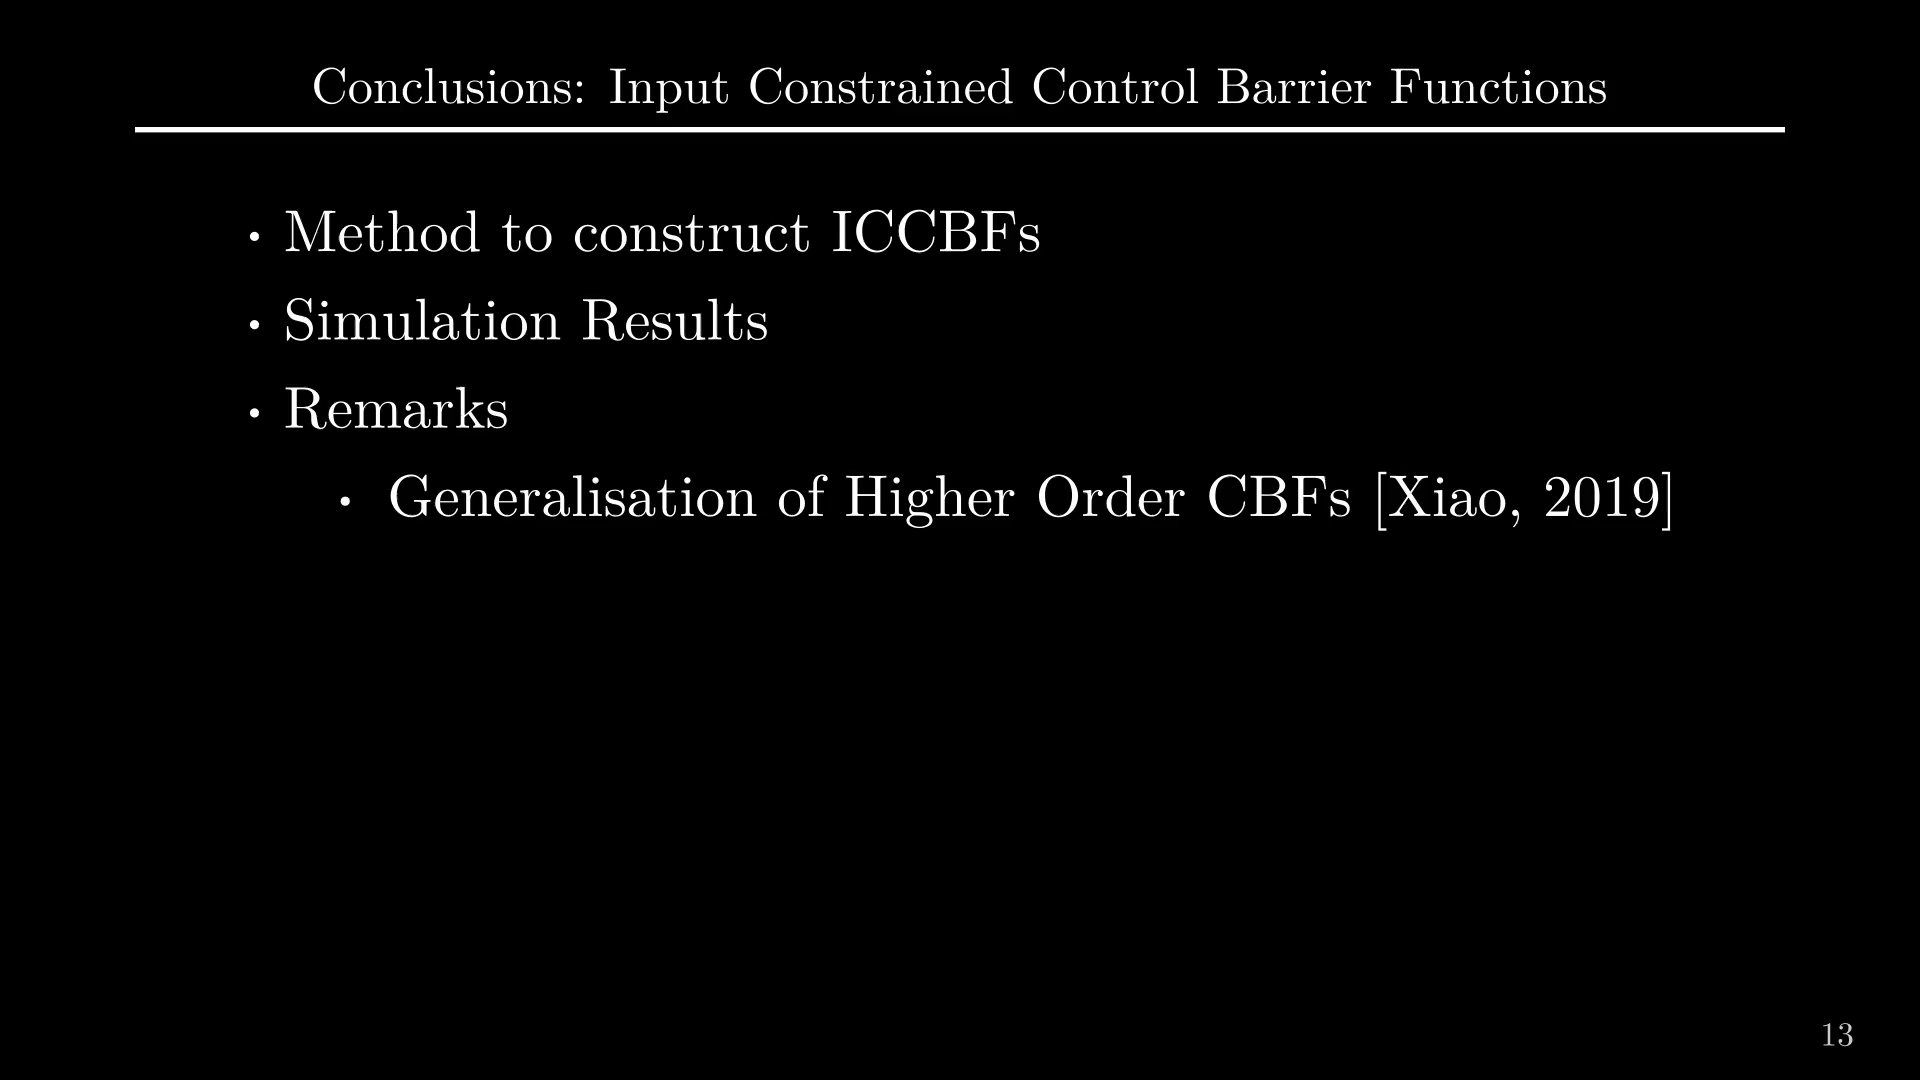 Conclusions: Input Constrained Control Barrier Functions
· Method to construct ICCBFs
· Simulation Results
· Remarks
· Generalisation of Higher Order CBFs [Xiao, 2019]
13